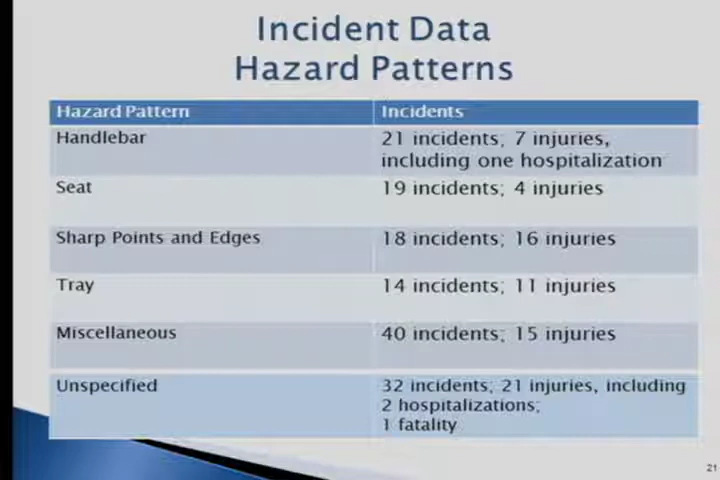 Incident Data
Hazard Patterns
Hazard Pattern
Incidents
Handlebar
21 incidents; 7 injuries,
including one hospitalization
Seat
19 incidents; 4 injuries
Sharp Points and Edges
18 incidents; 16 injuries
Tray
14 incidents; 11 injuries
Miscellaneous
40 incidents; 15 injuries
Unspecified
32 incidents; 21 injuries, including
2 hospitalizations;
1 fatality
21